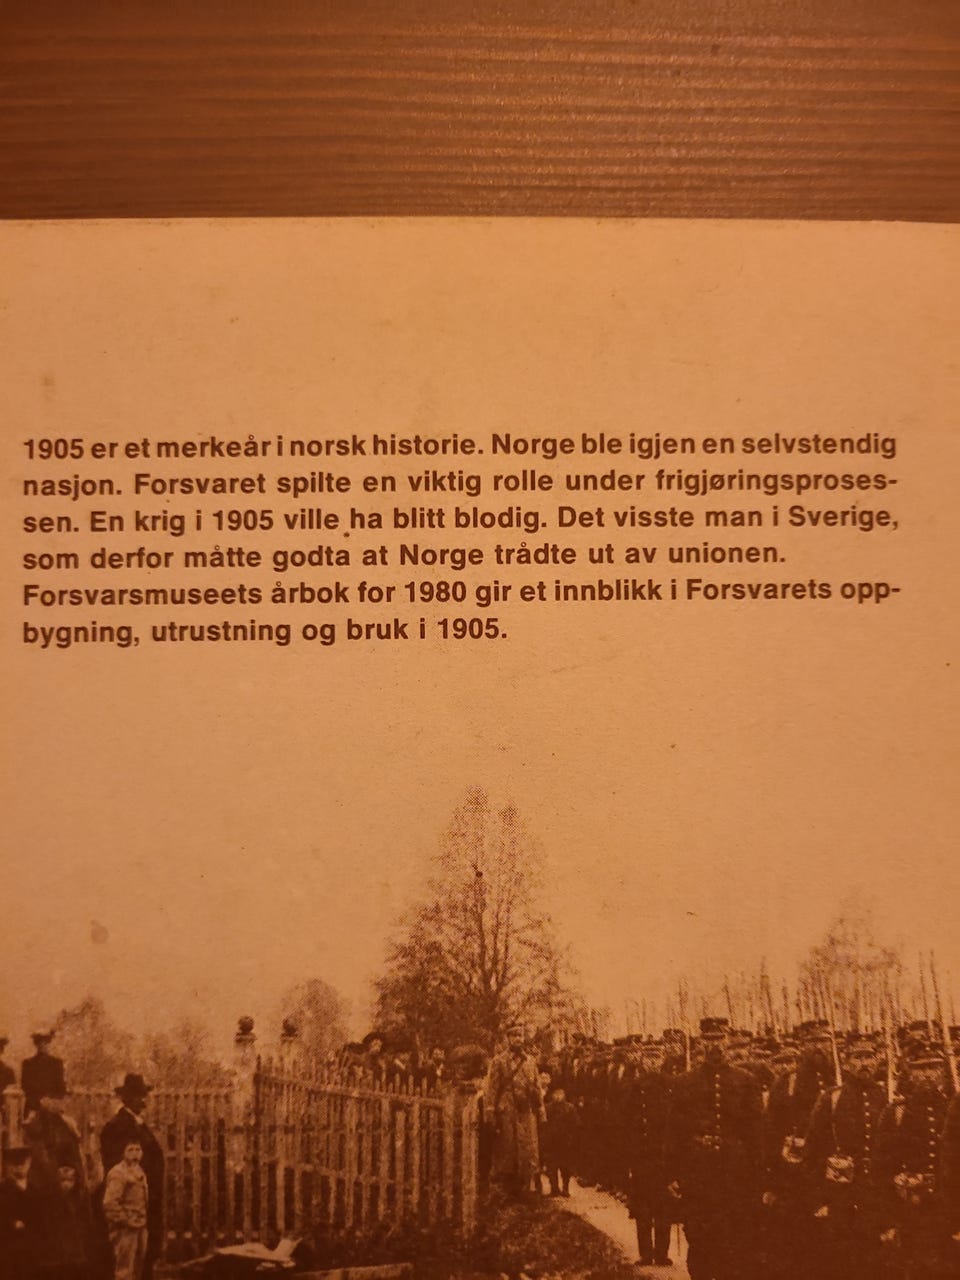 1905 er et merkeår i norsk historie. Norge ble igjen en selvstendig
nasjon. Forsvaret spilte en viktig rolle under frigjøringsproses-
sen. En krig i 1905 ville ha blitt blodig. Det visste man i Sverige,
som derfor måtte godta at Norge trådte ut av unionen.
Forsvarsmuseets årbok for 1980 gir et innblikk i Forsvarets opp-
bygning, utrustning og bruk i 1905.